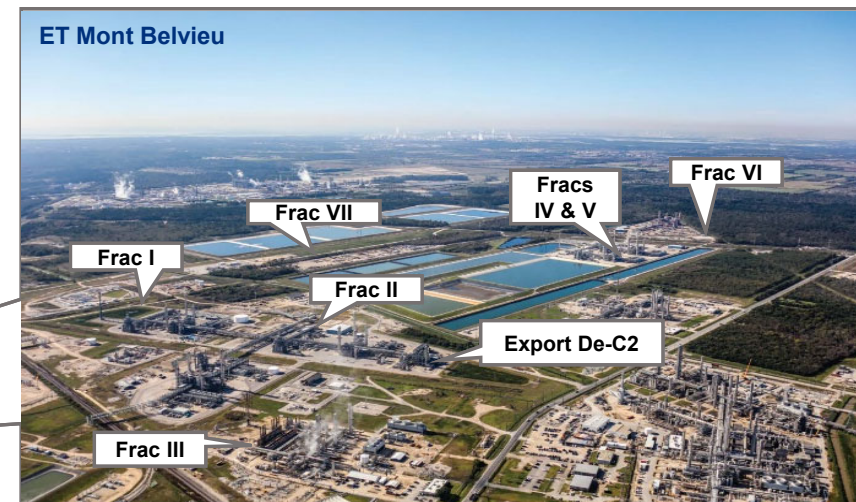 ET Mont Belvieu
Frac VI
Fracs
IV & V
Frac VII
Frac I
Frac II
Export De-C2
Frac III